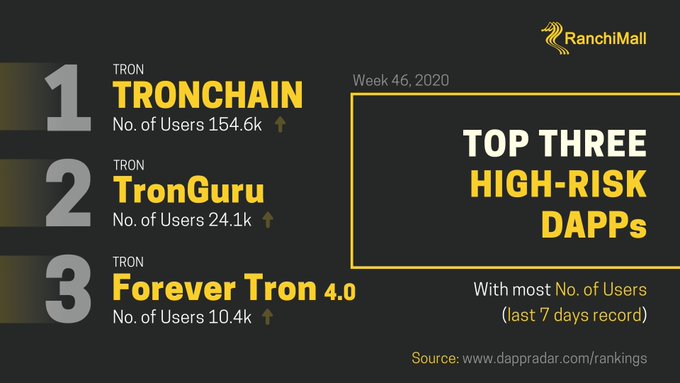 RanchiMall
1
TRON
TRONCHAIN
No. of Users 154.6k
2
TRON
TronGuru
No. of Users 24.1k
3
TRON
Forever Tron 4.0
No. of Users 10.4k
Week 46, 2020
TOP THREE
HIGH-RISK
DAPPs
With most No. of Users
(last 7 days record)
Source: www.dappradar.com/rankings